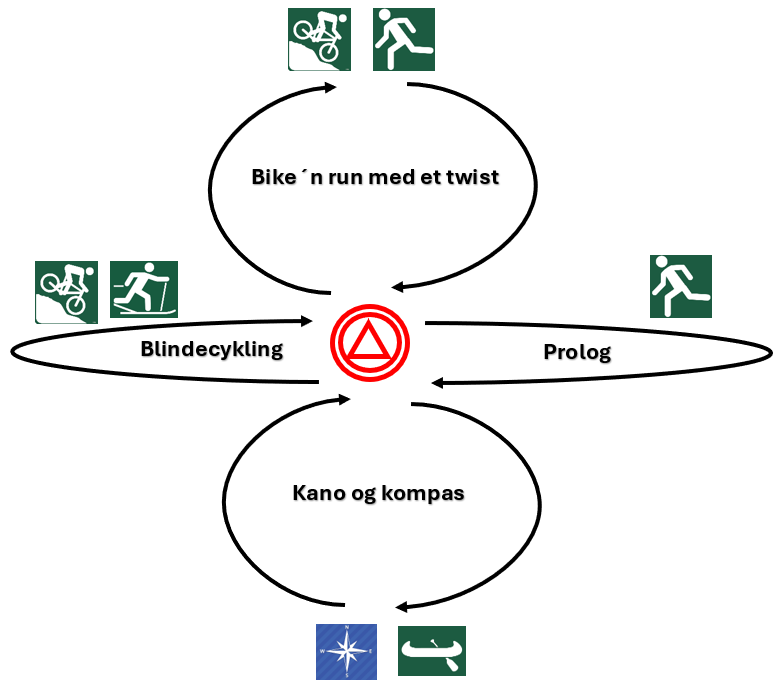 Bike ´n run med et twist
Blindecykling
Prolog
Kano og kompas
N
W E
S